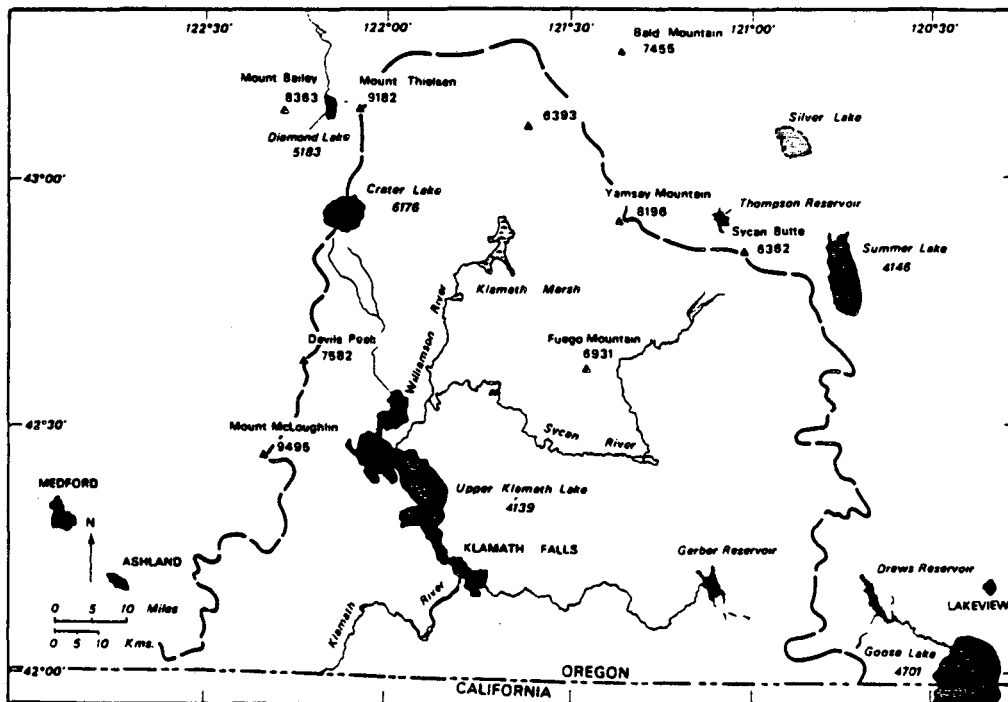 122°30'
122°00'
121°30'
121°00'
120°30'
Bald Mountain
7455
Mount Bailey
8363
Mount Thielsen
9182
Diamond Lake
5183
6393
Silver Lake
43°00'
Crater Lake
6176
Yamsay Mountain
8196
Thompson Reservoir
Sycan Butte
6362
Summer Lake
4146
Klamath Marsh
Williamson River
Devils Peak
7582
Fuego Mountain
6931
42°30'
Mount McLoughlin
9495
Sycan River
MEDFORD
N
Upper Klamath Lake
4139
ASHLAND
KLAMATH FALLS
Gerber Reservoir
Drews Reservoir
LAKEVIEW
0 5 10 Miles
0 5 10 Kms.
Klamath River
Goose Lake
4701
42°00'
OREGON
CALIFORNIA